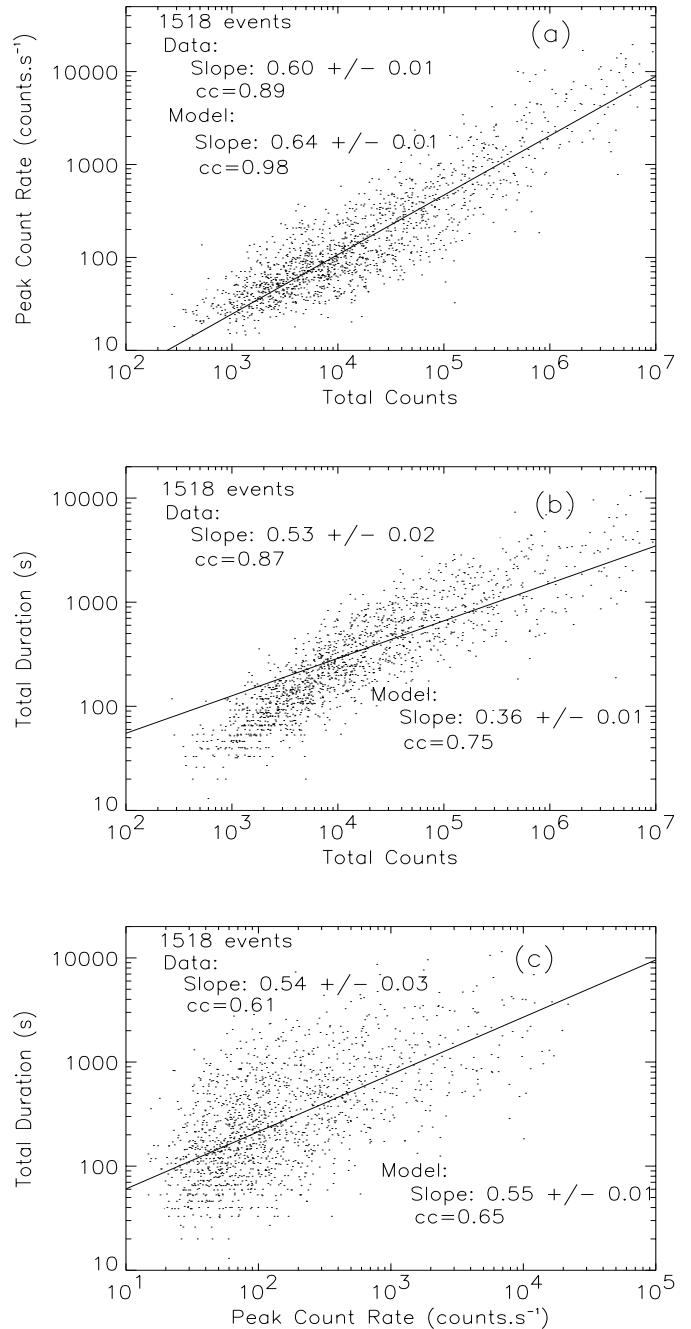 1518 events
(a)
Data:
Slope: 0.60 +/- 0.01
cc=0.89
Model:
Slope: 0.64 +/- 0.01
cc=0.98
Peak Count Rate (counts.s⁻¹)
10000
1000
100
10
10² 10³ 10⁴ 10⁵ 10⁶ 10⁷
Total Counts
1518 events
(b)
Data:
Slope: 0.53 +/- 0.02
cc=0.87
Model:
Slope: 0.36 +/- 0.01
cc=0.75
Total Duration (s)
10000
1000
100
10
10² 10³ 10⁴ 10⁵ 10⁶ 10⁷
Total Counts
1518 events
(c)
Data:
Slope: 0.54 +/- 0.03
cc=0.61
Model:
Slope: 0.55 +/- 0.01
cc=0.65
Total Duration (s)
10000
1000
100
10
10¹ 10² 10³ 10⁴ 10⁵
Peak Count Rate (counts.s⁻¹)